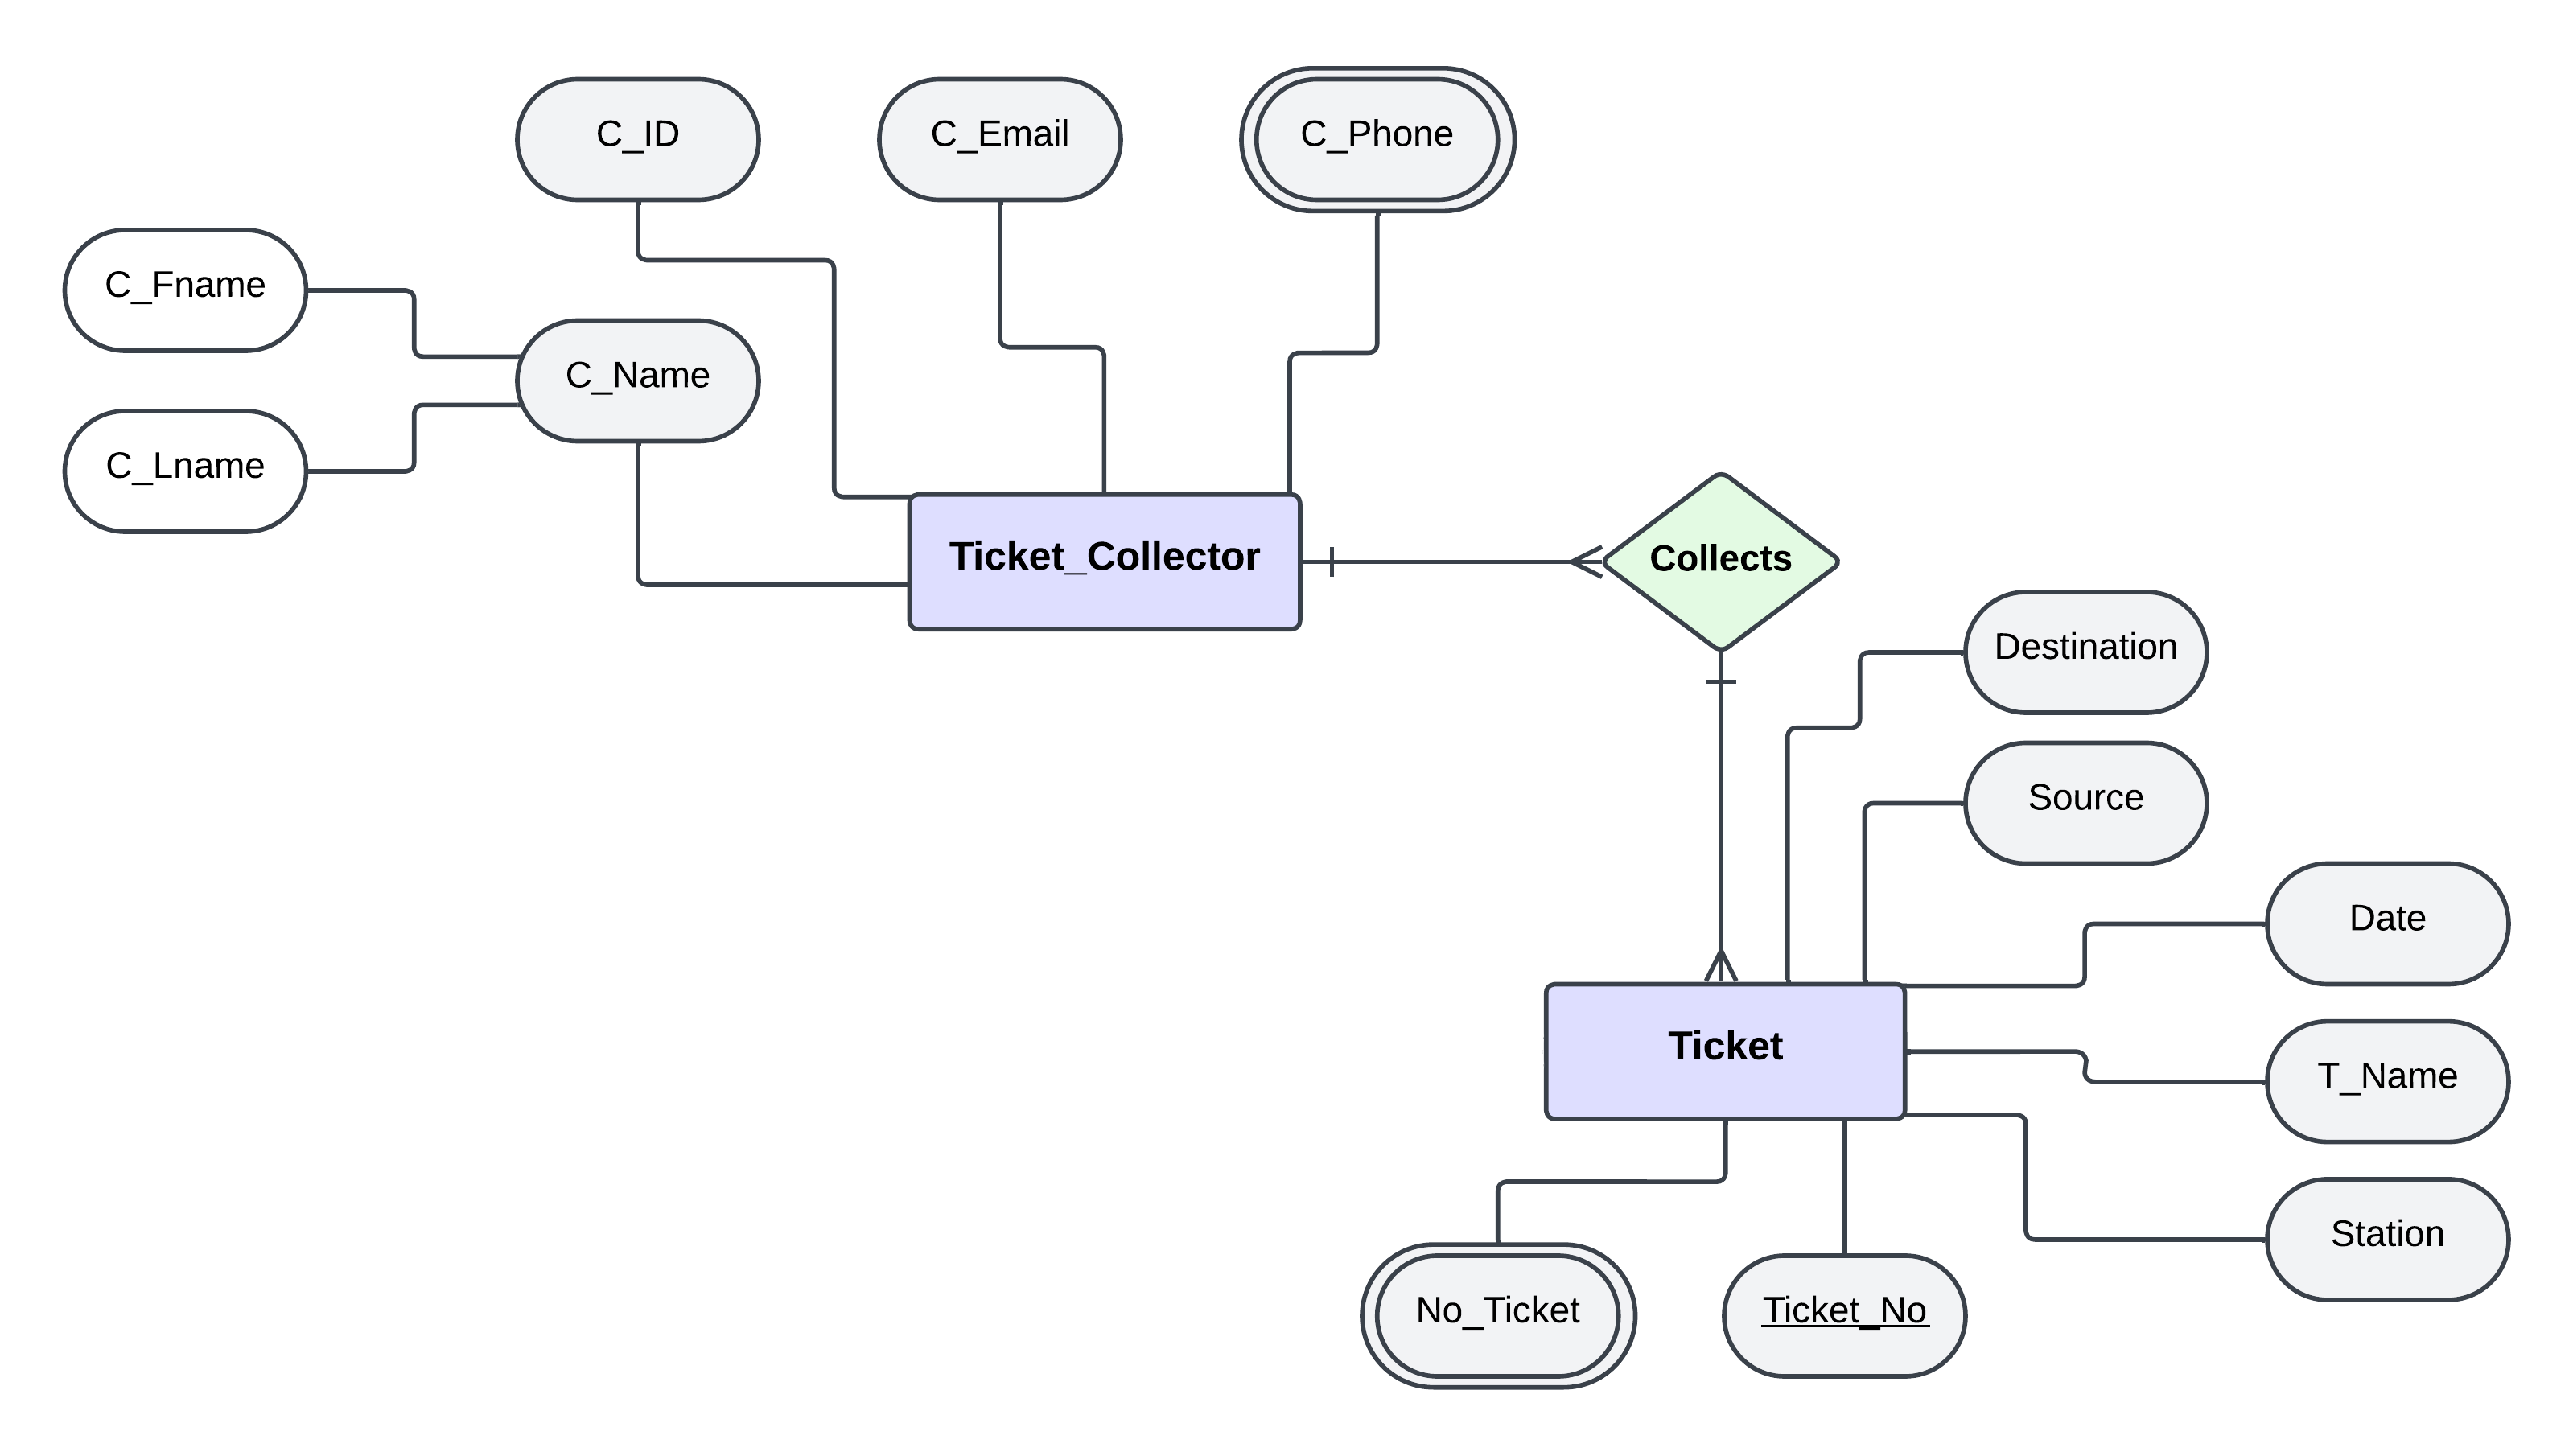 C_ID
C_Email
C_Phone
C_Fname
C_Name
C_Lname
Ticket_Collector
Collects
Destination
Source
Date
Ticket
T_Name
Station
No_Ticket
Ticket_No